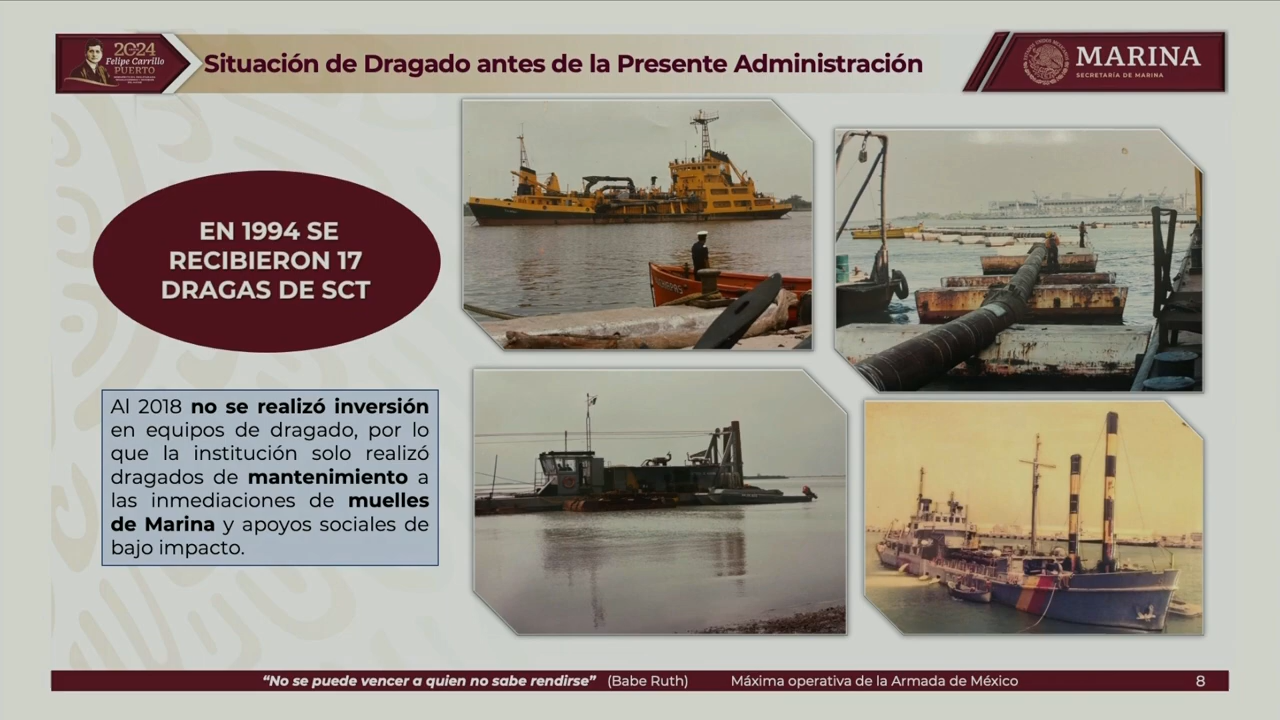 2024
Felipe Carrillo
PUERTO
Situación de Dragado antes de la Presente Administración
MARINA
SECRETARÍA DE MARINA
EN 1994 SE
RECIBIERON 17
DRAGAS DE SCT
Al 2018 no se realizó inversión
en equipos de dragado, por lo
que la institución solo realizó
dragados de mantenimiento a
las inmediaciones de muelles
de Marina y apoyos sociales de
bajo impacto.
“No se puede vencer a quien no sabe rendirse” (Babe Ruth) Máxima operativa de la Armada de México 8